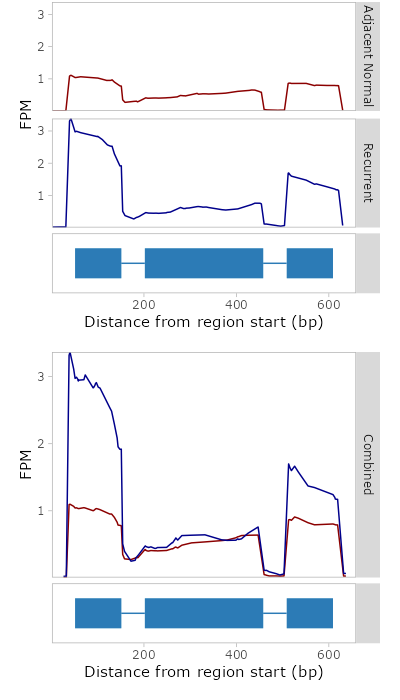 3
2
1
Adjacent Normal
FPM
3
2
1
Recurrent
200
400
600
Distance from region start (bp)
3
2
1
FPM
Combined
200
400
600
Distance from region start (bp)